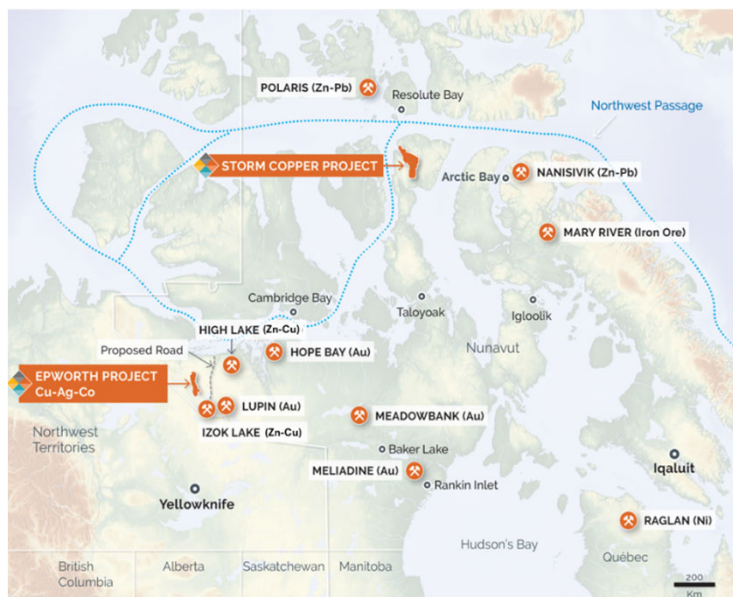 POLARIS (Zn-Pb)
Resolute Bay
Northwest Passage
STORM COPPER PROJECT
Arctic Bay
NANISIVIK (Zn-Pb)
MARY RIVER (Iron Ore)
Cambridge Bay
Taloyoak
Igloolik
HIGH LAKE (Zn-Cu)
Proposed Road
HOPE BAY (Au)
Nunavut
EPWORTH PROJECT
Cu-Ag-Co
LUPIN (Au)
MEADOWBANK (Au)
IZOK LAKE (Zn-Cu)
Northwest
Territories
Baker Lake
Iqaluit
MELIADINE (Au)
Rankin Inlet
Yellowknife
RAGLAN (Ni)
Hudson's Bay
Québec
British
Columbia
Alberta
Saskatchewan
Manitoba
200
Km